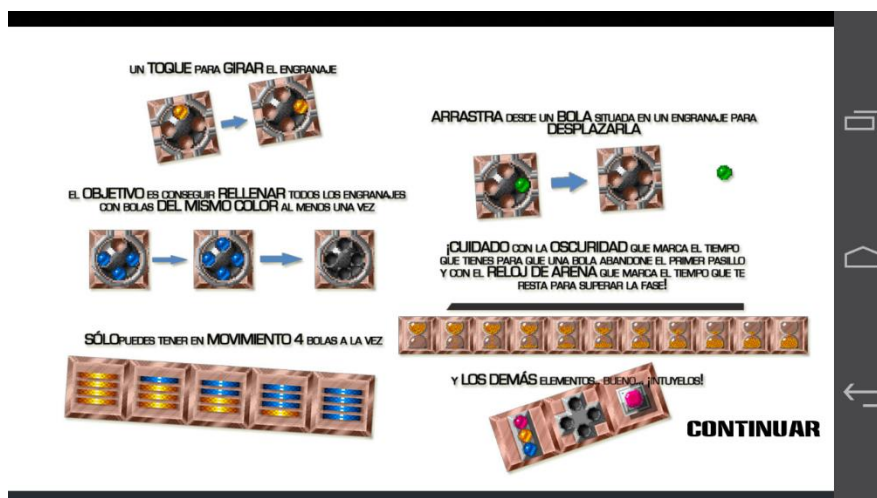 UN TOQUE PARA GIRAR EL ENGRANAJE
EL OBJETIVO ES CONSEGUIR RELLENAR TODOS LOS ENGRANAJES
CON BOLAS DEL MISMO COLOR AL MENOS UNA VEZ
SÓLO PUEDES TENER EN MOVIMIENTO 4 BOLAS A LA VEZ
ARRASTRA DESDE UN BOLA SITUADA EN UN ENGRANAJE PARA
DESPLAZARLA
¡CUIDADO CON LA OSCURIDAD QUE MARCA EL TIEMPO
QUE TIENES PARA QUE UNA BOLA ABANDONE EL PRIMER PASILLO
Y CON EL RELOJ DE ARENA QUE MARCA EL TIEMPO QUE TE
RESTA PARA SUPERAR LA FASE!
Y LOS DEMÁS ELEMENTOS... BUENO... ¡INTUYELOS!
CONTINUAR